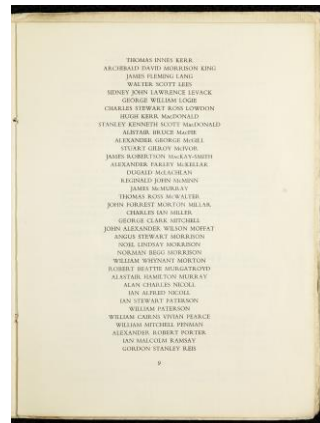 THOMAS INNES KERR
ARCHIBALD DAVID MORRISON KING
JAMES FLEMING LANG
WALTER SCOTT LEES
SIDNEY JOHN LAWRENCE LEVACK
GEORGE WILLIAM LOGIE
CHARLES STEWART ROSS LOWDON
HUGH KERR MacDONALD
STANLEY KENNETH SCOTT MacDONALD
ALISTAIR BRUCE MacPHIE
ALEXANDER GEORGE McGILL
STUART GILROY McIVOR
JAMES ROBERTSON MacKAY-SMITH
ALEXANDER PARLEY McKELLAR
DUGALD McLACHLAN
REGINALD JOHN McMINN
JAMES McMURRAY
THOMAS ROSS McWALTER
JOHN FORREST MORTON MILLAR
CHARLES IAN MILLER
GEORGE CLARK MITCHELL
JOHN ALEXANDER WILSON MOFFAT
ANGUS STEWART MORRISON
NOEL LINDSAY MORRISON
NORMAN BEGG MORRISON
WILLIAM WHYNANT MORTON
ROBERT BEATTIE MURGATROYD
ALASTAIR HAMILTON MURRAY
ALAN CHARLES NICOLL
IAN ALFRED NICOLL
IAN STEWART PATERSON
WILLIAM PATERSON
WILLIAM CAIRNS VIVIAN PEARCE
WILLIAM MITCHELL PENMAN
ALEXANDER ROBERT PORTER
IAN MALCOLM RAMSAY
GORDON STANLEY REIS
9